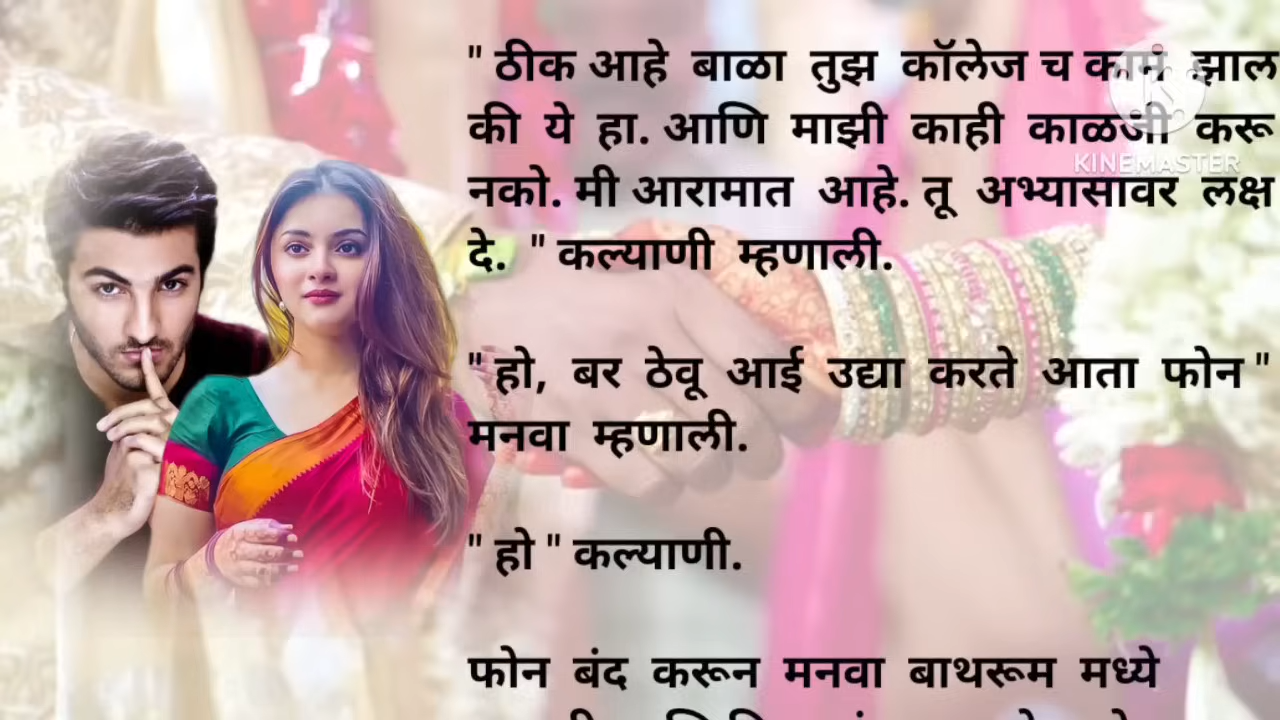 " ठीक आहे बाळा तुझ कॉलेज च काम झाल
की ये हा. आणि माझी काही काळजी करू
नको. मी आरामात आहे. तू अभ्यासावर लक्ष
दे. " कल्याणी म्हणाली.
" हो, बर ठेवू आई उद्या करते आता फोन "
मनवा म्हणाली.
" हो " कल्याणी.
फोन बंद करून मनवा बाथरूम मध्ये
KINEMASTER